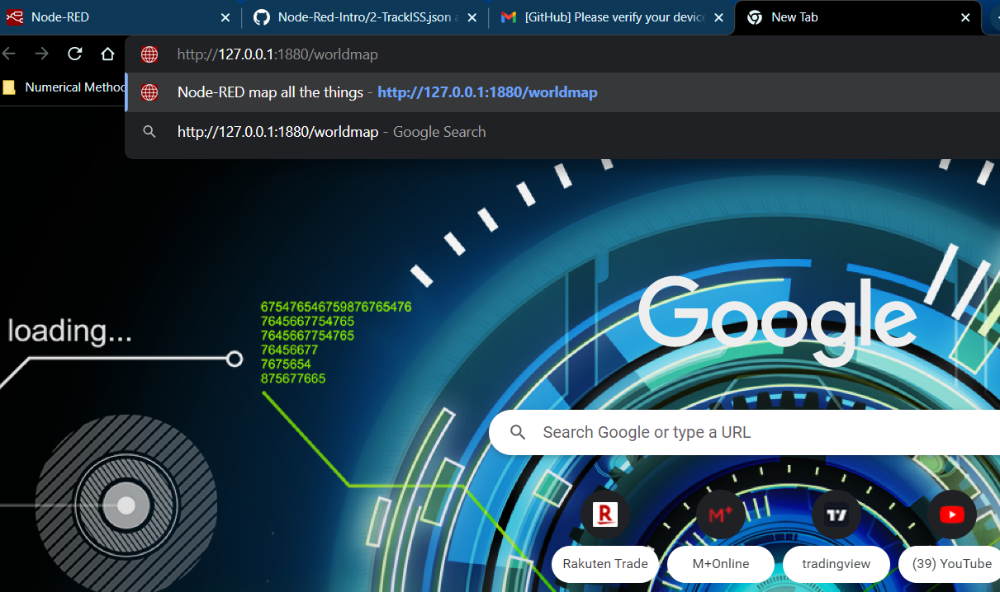 Node-RED
Node-Red-Intro/2-TrackISS.json a
[GitHub] Please verify your device
New Tab
http://127.0.0.1:1880/worldmap
Numerical Method
Node-RED map all the things - http://127.0.0.1:1880/worldmap
http://127.0.0.1:1880/worldmap - Google Search
loading...
675476546759876765476
7645667754765
7645667754765
76456677
7675654
875677665
Google
Search Google or type a URL
R
M+
TV
Rakuten Trade
M+Online
tradingview
(39) YouTube